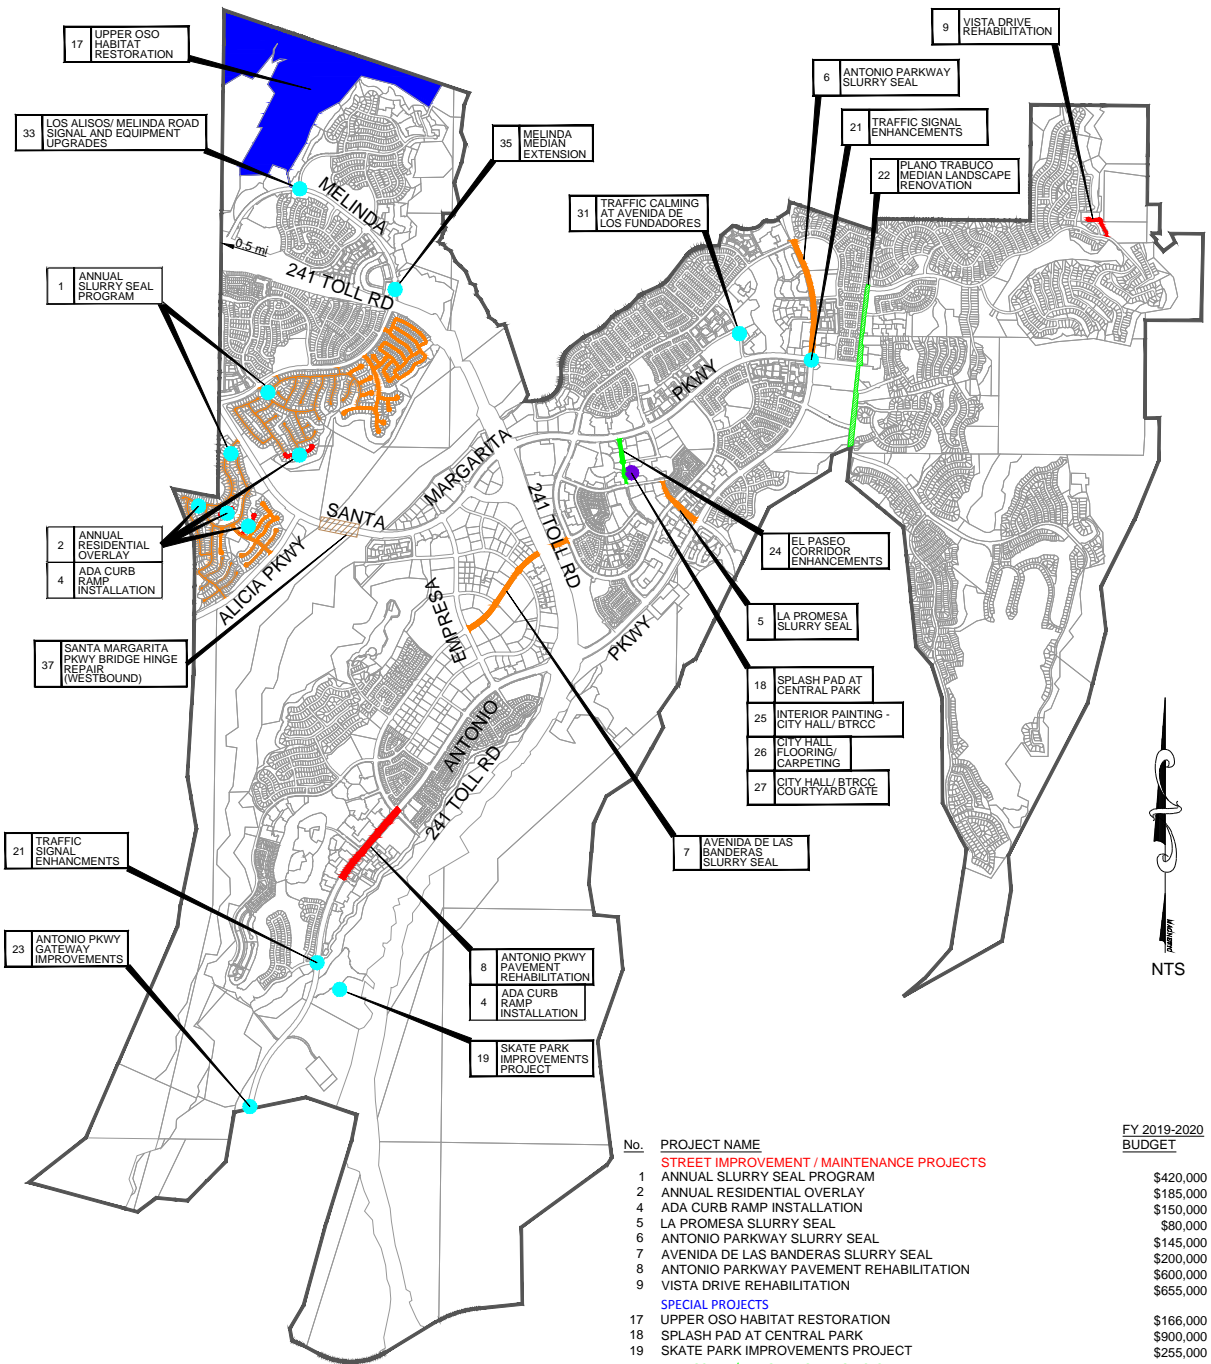 17 UPPER OSO
HABITAT
RESTORATION
9 VISTA DRIVE
REHABILITATION
6 ANTONIO PARKWAY
SLURRY SEAL
33 LOS ALISOS/ MELINDA ROAD
SIGNAL AND EQUIPMENT
UPGRADES
35 MELINDA
MEDIAN
EXTENSION
21 TRAFFIC SIGNAL
ENHANCEMENTS
22 PLANO TRABUCO
MEDIAN LANDSCAPE
RENOVATION
31 TRAFFIC CALMING
AT AVENIDA DE
LOS FUNDADORES
MELINDA
0.5 mi
241 TOLL RD
1 ANNUAL
SLURRY SEAL
PROGRAM
PKWY
MARGARITA
SANTA
241 TOLL RD
2 ANNUAL
RESIDENTIAL
OVERLAY
4 ADA CURB
RAMP
INSTALLATION
ALICIA PKWY
24 EL PASEO
CORRIDOR
ENHANCEMENTS
EMPRESA
PKWY
5 LA PROMESA
SLURRY SEAL
37 SANTA MARGARITA
PKWY BRIDGE HINGE
REPAIR
(WESTBOUND)
18 SPLASH PAD AT
CENTRAL PARK
25 INTERIOR PAINTING -
CITY HALL/ BTRCC
26 CITY HALL
FLOORING/
CARPETING
27 CITY HALL/ BTRCC
COURTYARD GATE
ANTONIO
241 TOLL RD
7 AVENIDA DE LAS
BANDERAS
SLURRY SEAL
21 TRAFFIC
SIGNAL
ENHANCMENTS
23 ANTONIO PKWY
GATEWAY
IMPROVEMENTS
8 ANTONIO PKWY
PAVEMENT
REHABILITATION
4 ADA CURB
RAMP
INSTALLATION
19 SKATE PARK
IMPROVEMENTS
PROJECT
NTS
No. PROJECT NAME FY 2019-2020
BUDGET
STREET IMPROVEMENT / MAINTENANCE PROJECTS
1 ANNUAL SLURRY SEAL PROGRAM $420,000
2 ANNUAL RESIDENTIAL OVERLAY $185,000
4 ADA CURB RAMP INSTALLATION $150,000
5 LA PROMESA SLURRY SEAL $80,000
6 ANTONIO PARKWAY SLURRY SEAL $145,000
7 AVENIDA DE LAS BANDERAS SLURRY SEAL $200,000
8 ANTONIO PARKWAY PAVEMENT REHABILITATION $600,000
9 VISTA DRIVE REHABILITATION $655,000
SPECIAL PROJECTS
17 UPPER OSO HABITAT RESTORATION $166,000
18 SPLASH PAD AT CENTRAL PARK $900,000
19 SKATE PARK IMPROVEMENTS PROJECT $255,000